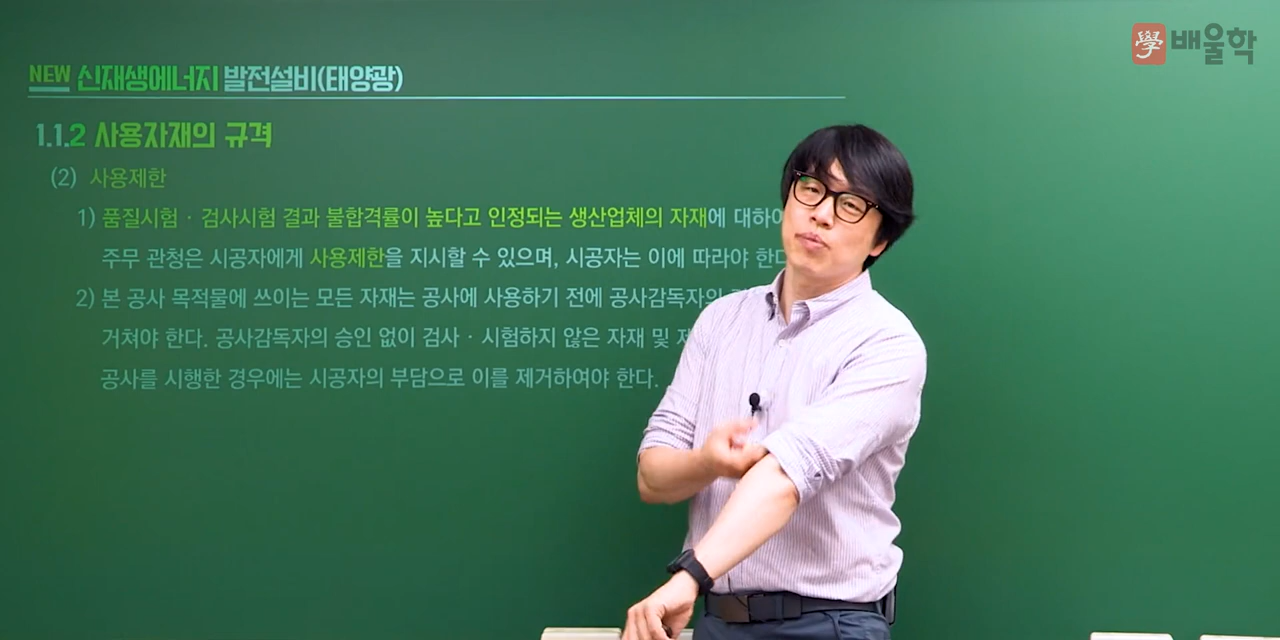 學 배울학
NEW 신재생에너지 발전설비(태양광)
1.1.2 사용자재의 규격
(2) 사용제한
1) 품질시험 · 검사시험 결과 불합격률이 높다고 인정되는 생산업체의 자재에 대하여
주무 관청은 시공자에게 사용제한을 지시할 수 있으며, 시공자는 이에 따라야 한다
2) 본 공사 목적물에 쓰이는 모든 자재는 공사에 사용하기 전에 공사감독자의
거쳐야 한다. 공사감독자의 승인 없이 검사 · 시험하지 않은 자재 및
공사를 시행한 경우에는 시공자의 부담으로 이를 제거하여야 한다.